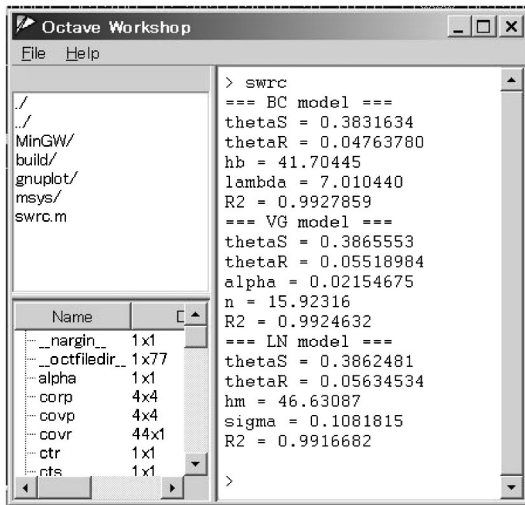 Octave Workshop
File Help
./
../
MinGW/
build/
gnuplot/
msys/
swrc.m
Name
__nargin__ 1x1
__octfiledir__ 1x77
alpha 1x1
corp 4x4
covp 4x4
covr 44x1
ctr 1x1
cts 1x1
> swrc
=== BC model ===
thetaS = 0.3831634
thetaR = 0.04763780
hb = 41.70445
lambda = 7.010440
R2 = 0.9927859
=== VG model ===
thetaS = 0.3865553
thetaR = 0.05518984
alpha = 0.02154675
n = 15.92316
R2 = 0.9924632
=== LN model ===
thetaS = 0.3862481
thetaR = 0.05634534
hm = 46.63087
sigma = 0.1081815
R2 = 0.9916682
>